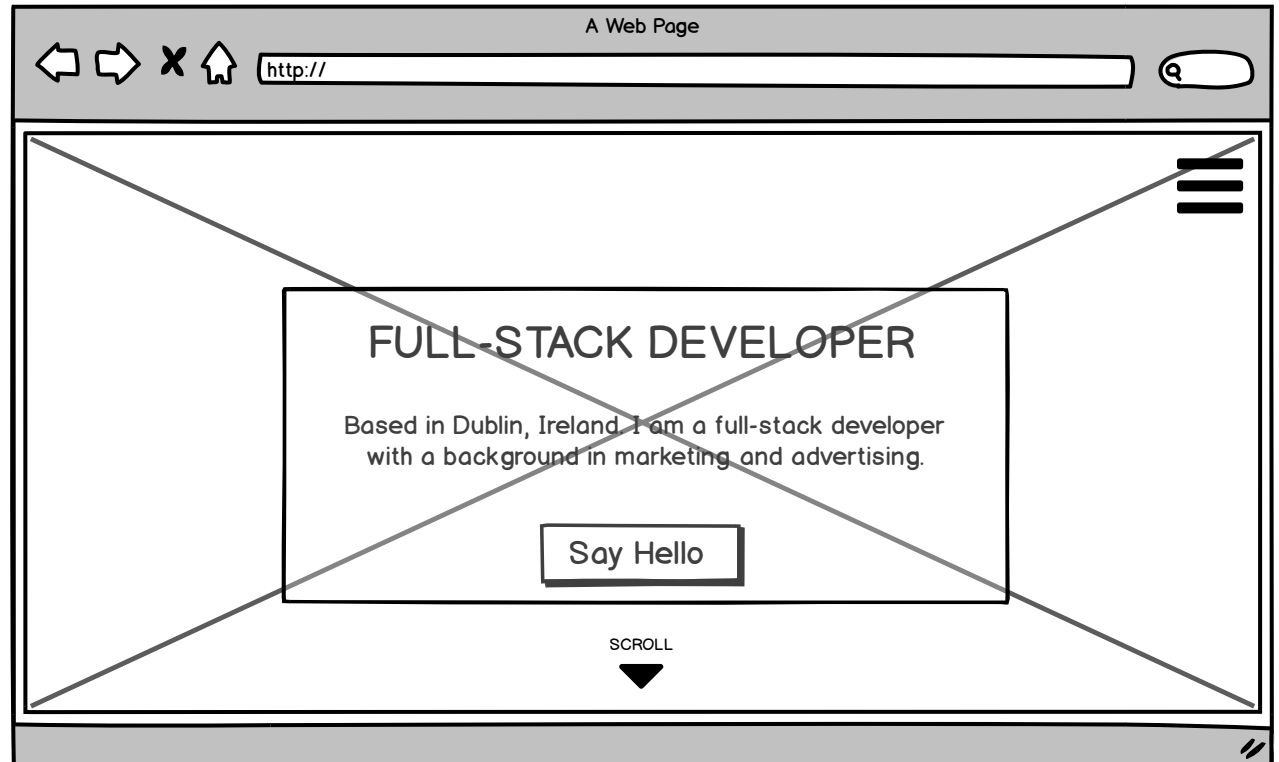 A Web Page
http://
FULL-STACK DEVELOPER
Based in Dublin, Ireland. I am a full-stack developer
with a background in marketing and advertising.
Say Hello
SCROLL